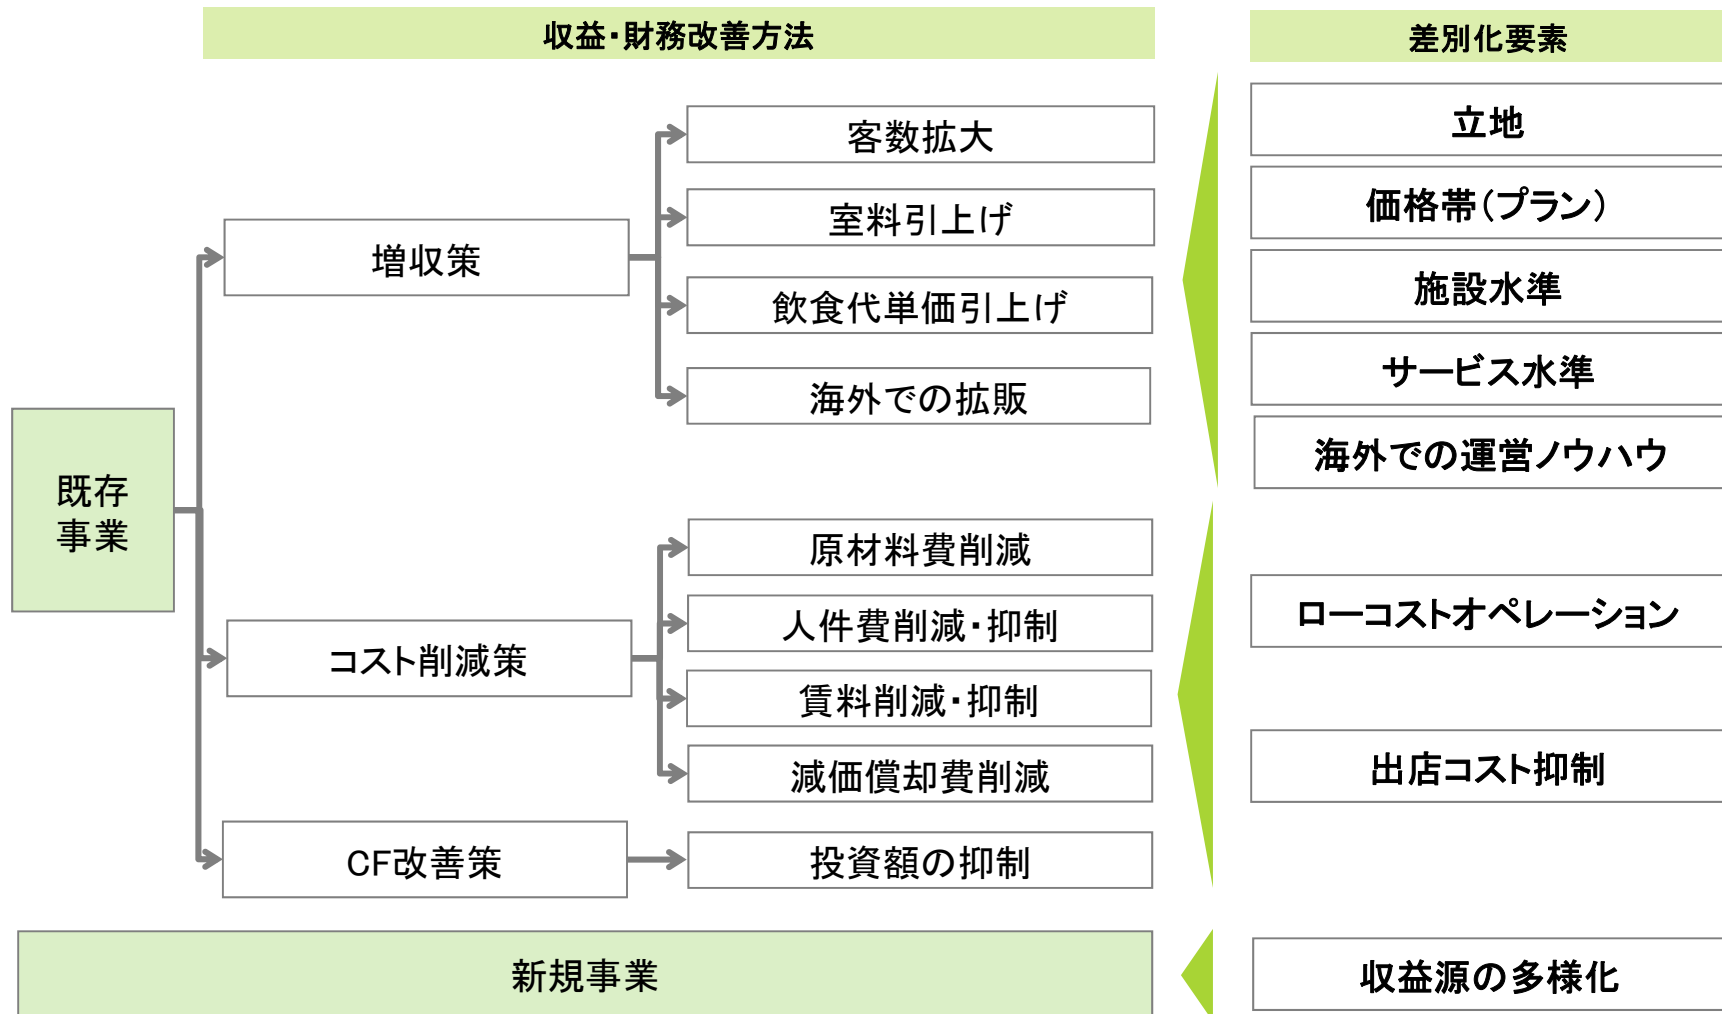 収益・財務改善方法
差別化要素
既存
事業
増収策
客数拡大
室料引上げ
飲食代単価引上げ
海外での拡販
コスト削減策
原材料費削減
人件費削減・抑制
賃料削減・抑制
減価償却費削減
CF改善策
投資額の抑制
新規事業
立地
価格帯(プラン)
施設水準
サービス水準
海外での運営ノウハウ
ローコストオペレーション
出店コスト抑制
収益源の多様化